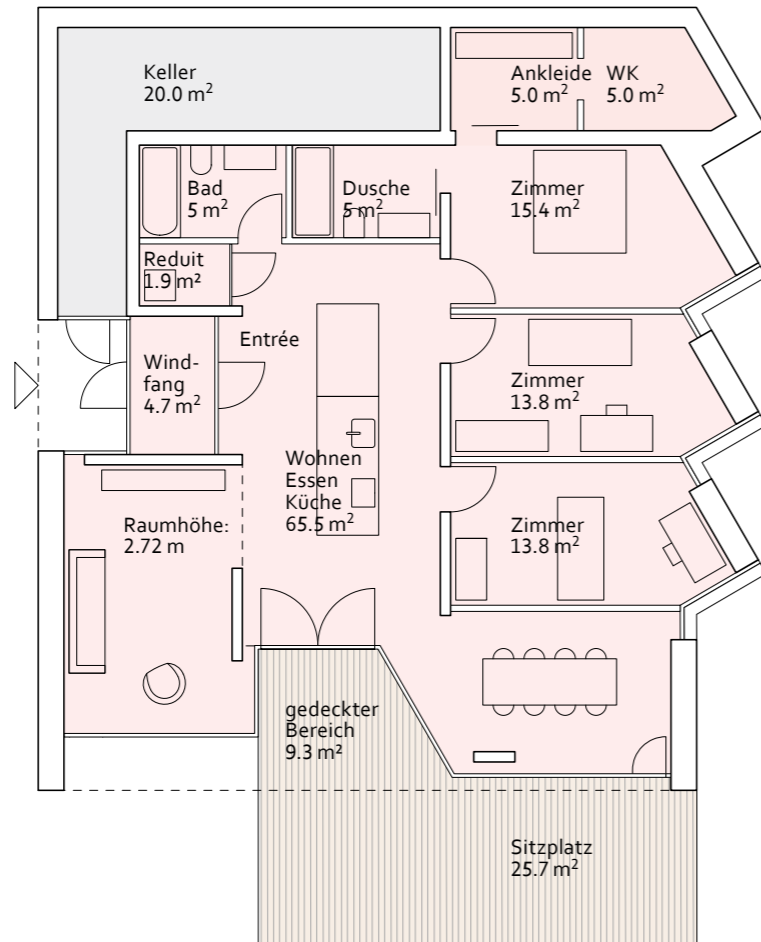 Keller
20.0 m²
Ankleide
5.0 m²
WK
5.0 m²
Bad
5 m²
Dusche
5 m²
Zimmer
15.4 m²
Reduit
1.9 m²
Entrée
Wind-
fang
4.7 m²
Zimmer
13.8 m²
Wohnen
Essen
Küche
65.5 m²
Raumhöhe:
2.72 m
Zimmer
13.8 m²
gedeckter
Bereich
9.3 m²
Sitzplatz
25.7 m²